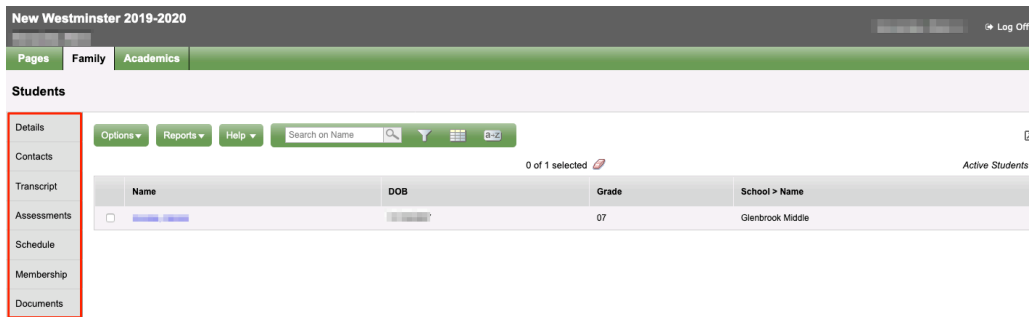 New Westminster 2019-2020
Log Off
Pages Family Academics
Students
Details
Contacts
Transcript
Assessments
Schedule
Membership
Documents
Options Reports Help Search on Name a-z
0 of 1 selected Active Students
Name DOB Grade School > Name
07 Glenbrook Middle